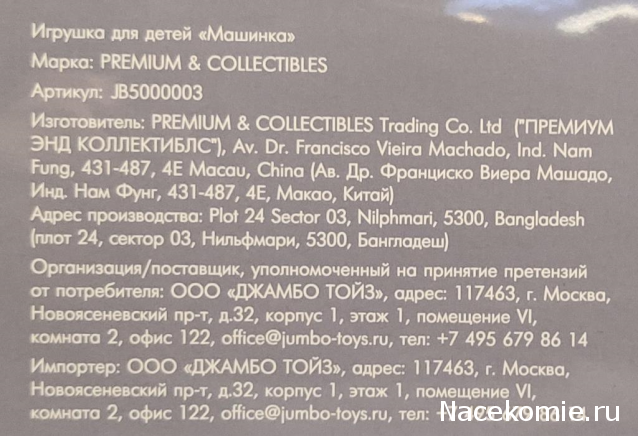 Игрушка для детей «Машинка»
Марка: PREMIUM & COLLECTIBLES
Артикул: JB5000003
Изготовитель: PREMIUM & COLLECTIBLES Trading Co. Ltd ("ПРЕМИУМ
ЭНД КОЛЛЕКТИБЛС"), Av. Dr. Francisco Vieira Machado, Ind. Nam
Fung, 431-487, 4E Macau, China (Ав. Др. Франциско Виера Машадо,
Инд. Нам Фунг, 431-487, 4E, Макао, Китай)
Адрес производства: Plot 24 Sector 03, Nilphmari, 5300, Bangladesh
(плот 24, сектор 03, Нильфмари, 5300, Бангладеш)
Организация/поставщик, уполномоченный на принятие претензий
от потребителя: ООО «ДЖАМБО ТОЙЗ», адрес: 117463, г. Москва,
Новоясеневский пр-т, д.32, корпус 1, этаж 1, помещение VI,
комната 2, офис 122, office@jumbo-toys.ru, тел: +7 495 679 86 14
Импортер: ООО «ДЖАМБО ТОЙЗ», адрес: 117463, г. Москва,
Новоясеневский пр-т, д.32, корпус 1, этаж 1, помещение VI,
комната 2, офис 122, office@jumbo-toys.ru, тел: +7 495 679 86 14
Nacekomie.ru